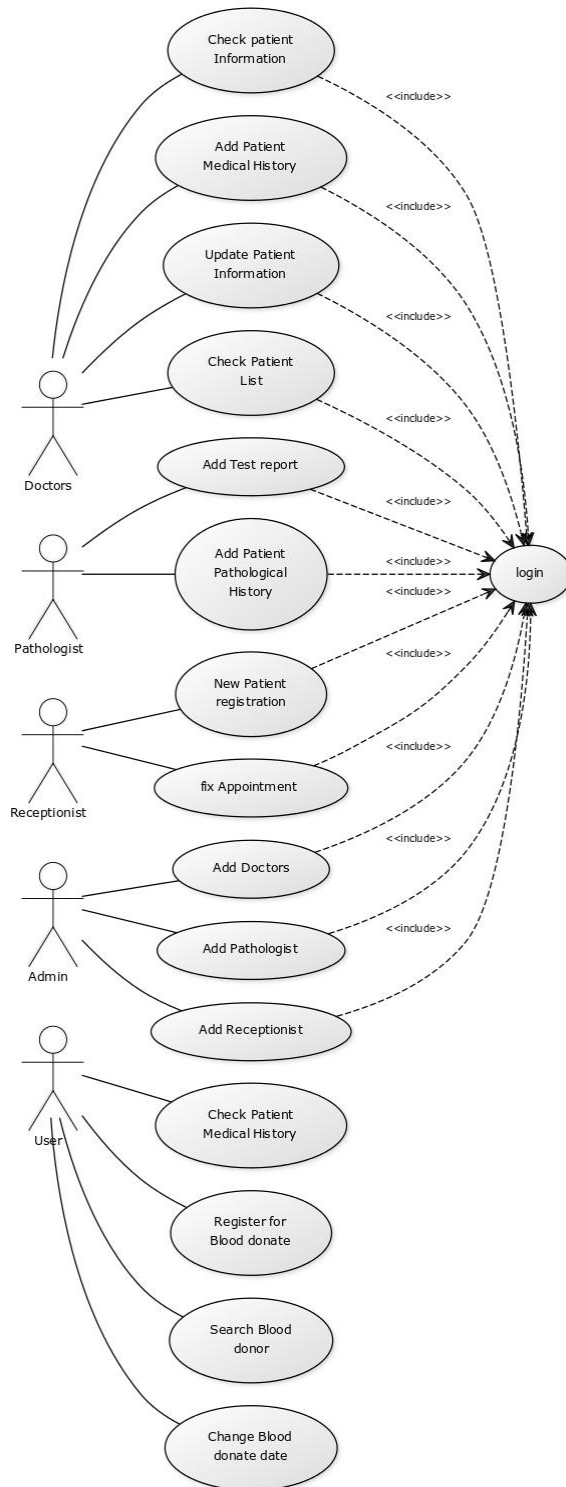 Check patient
Information
<<include>>
Add Patient
Medical History
<<include>>
Update Patient
Information
<<include>>
Check Patient
List
<<include>>
Doctors
Add Test report
<<include>>
Add Patient
Pathological
History
<<include>>
login
<<include>>
Pathologist
New Patient
registration
<<include>>
fix Appointment
Receptionist
<<include>>
Add Doctors
<<include>>
Add Pathologist
<<include>>
Admin
Add Receptionist
Check Patient
Medical History
User
Register for
Blood donate
Search Blood
donor
Change Blood
donate date